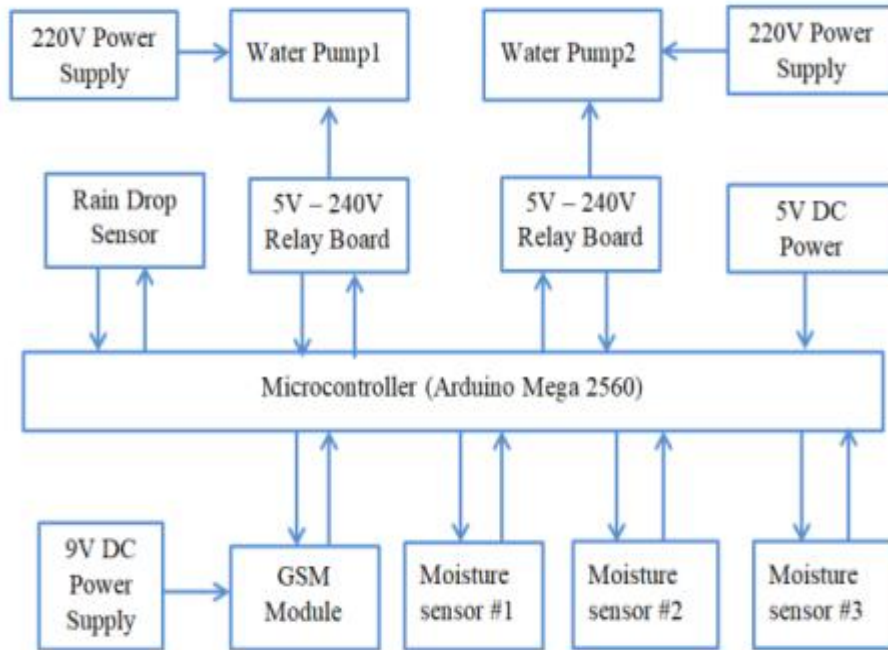 220V Power
Supply
Water Pump1
Water Pump2
220V Power
Supply
Rain Drop
Sensor
5V – 240V
Relay Board
5V – 240V
Relay Board
5V DC
Power
Microcontroller (Arduino Mega 2560)
9V DC
Power
Supply
GSM
Module
Moisture
sensor #1
Moisture
sensor #2
Moisture
sensor #3